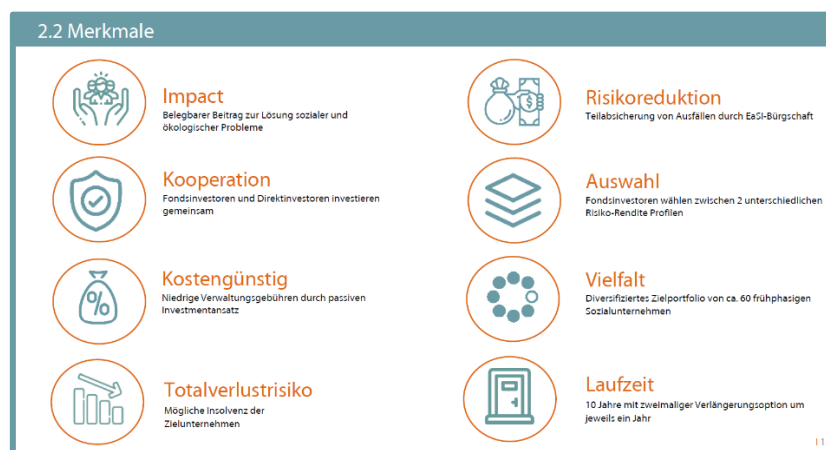 2.2 Merkmale
Impact
Belegbarer Beitrag zur Lösung sozialer und
ökologischer Probleme
Kooperation
Fondsinvestoren und Direktinvestoren investieren
gemeinsam
Kostengünstig
Niedrige Verwaltungsgebühren durch passiven
Investmentansatz
Totalverlustrisiko
Mögliche Insolvenz der
Zielunternehmen
Risikoreduktion
Teilabsicherung von Ausfällen durch EaSI-Bürgschaft
Auswahl
Fondsinvestoren wählen zwischen 2 unterschiedlichen
Risiko-Rendite Profilen
Vielfalt
Diversifiziertes Zielportfolio von ca. 60 frühphasigen
Sozialunternehmen
Laufzeit
10 Jahre mit zweimaliger Verlängerungsoption um
jeweils ein Jahr